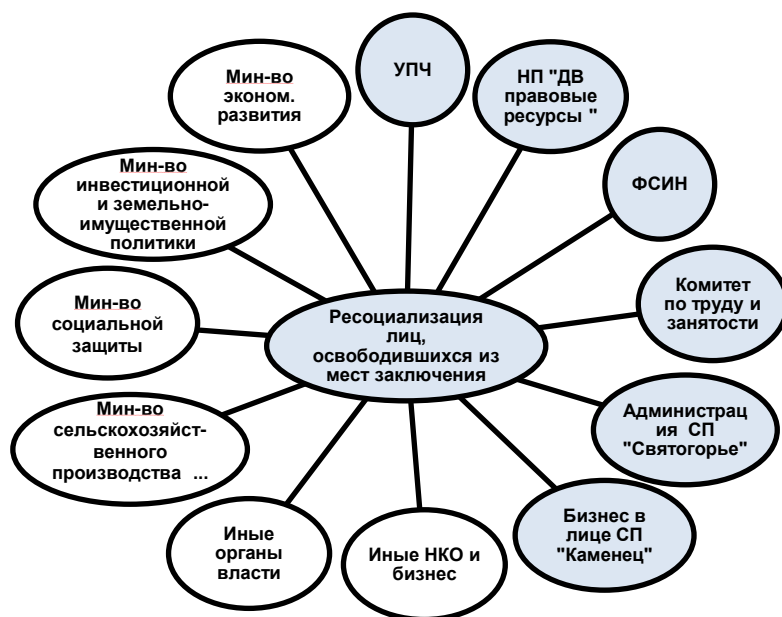 УПЧ
НП "ДВ
правовые
ресурсы "
ФСИН
Комитет
по труду и
занятости
Администрац
ия СП
"Святогорье"
Бизнес в
лице СП
"Каменец"
Иные НКО и
бизнес
Иные
органы
власти
Мин-во
сельскохозяйст-
венного
производства ...
Мин-во
социальной
защиты
Мин-во
инвестиционной
и земельно-
имущественной
политики
Мин-во
эконом.
развития
Ресоциализация
лиц,
освободившихся из
мест заключения